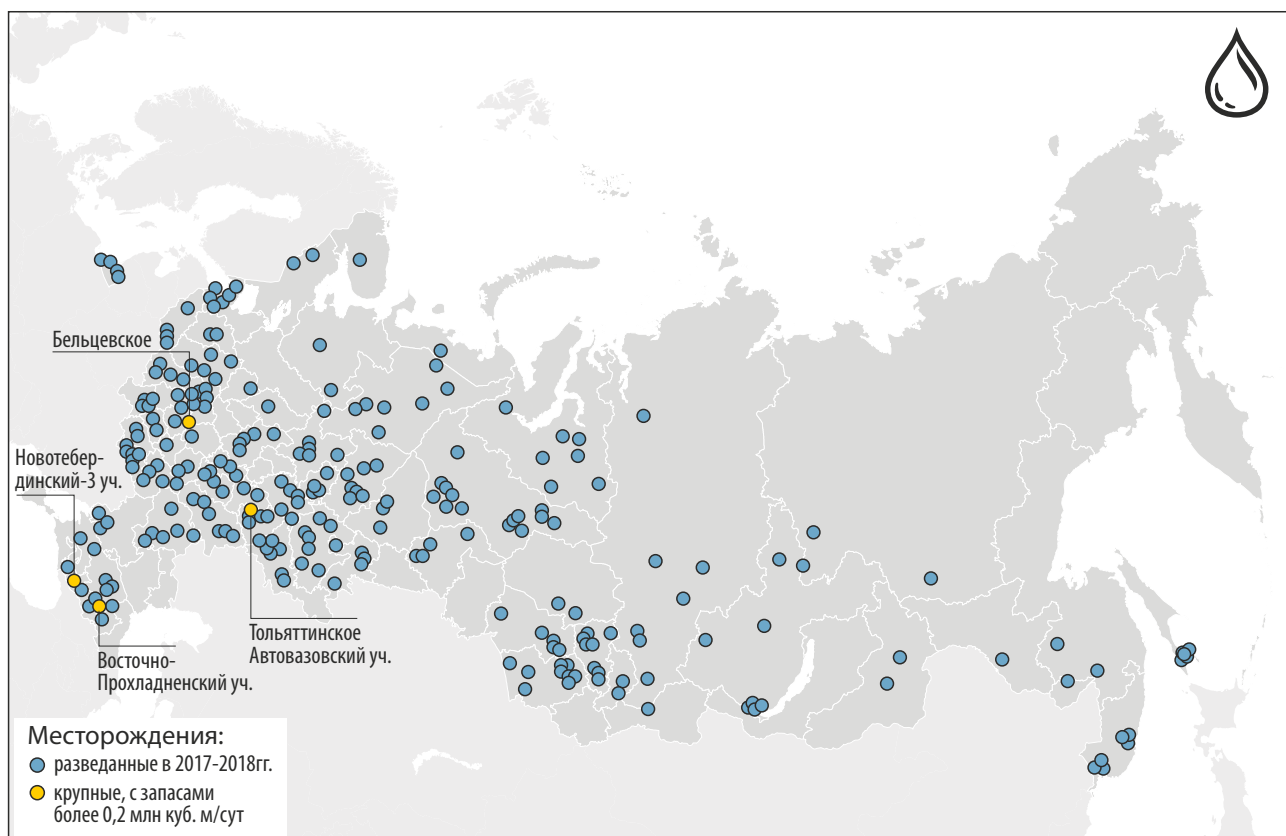 Бельцевское
Новотебер-
динский-3 уч.
Тольяттинское
Автовазовский уч.
Восточно-
Прохладненский уч.
Месторождения:
разведанные в 2017-2018гг.
крупные, с запасами
более 0,2 млн куб. м/сут